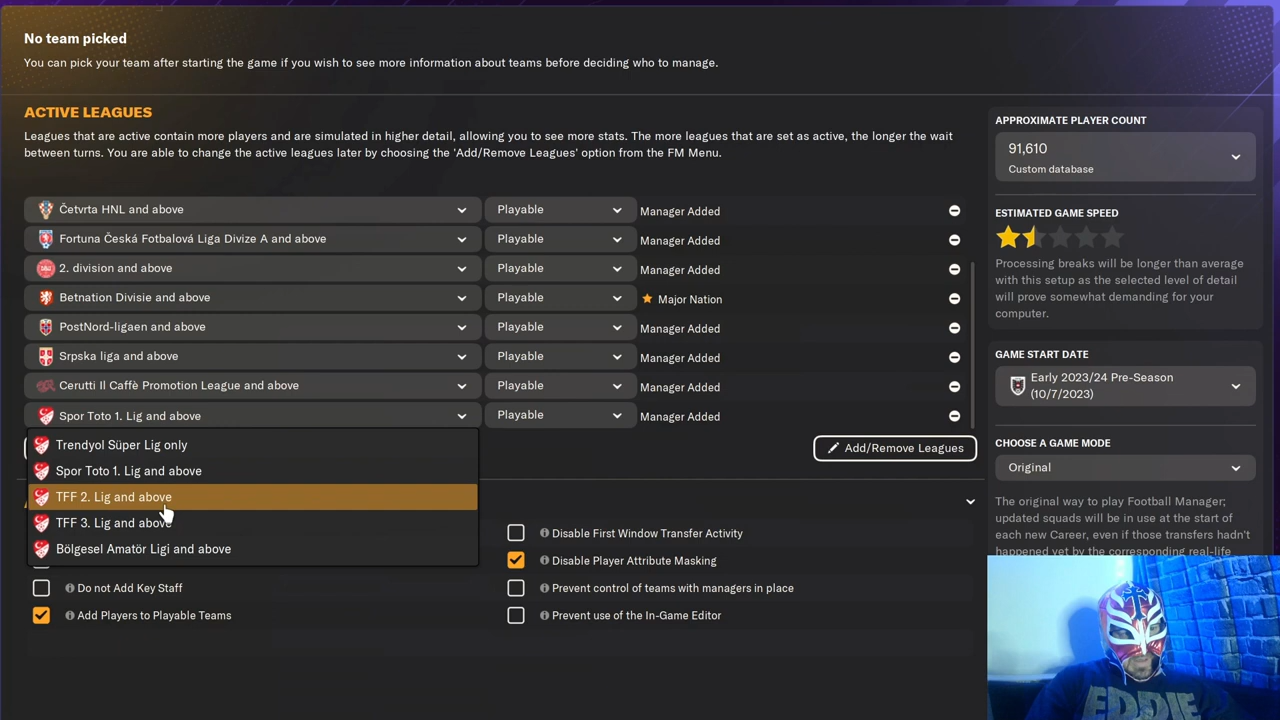 No team picked
You can pick your team after starting the game if you wish to see more information about teams before deciding who to manage.
ACTIVE LEAGUES
Leagues that are active contain more players and are simulated in higher detail, allowing you to see more stats. The more leagues that are set as active, the longer the wait
between turns. You are able to change the active leagues later by choosing the 'Add/Remove Leagues' option from the FM Menu.
Četvrta HNL and above Playable Manager Added
Fortuna Česká Fotbalová Liga Divize A and above Playable Manager Added
2. division and above Playable Manager Added
Betnation Divisie and above Playable Major Nation
PostNord-ligaen and above Playable Manager Added
Srpska liga and above Playable Manager Added
Cerutti Il Caffè Promotion League and above Playable Manager Added
Spor Toto 1. Lig and above Playable Manager Added
Trendyol Süper Lig only
Spor Toto 1. Lig and above
TFF 2. Lig and above
TFF 3. Lig and above
Bölgesel Amatör Ligi and above
Add/Remove Leagues
Disable First Window Transfer Activity
Disable Player Attribute Masking
Do not Add Key Staff
Prevent control of teams with managers in place
Add Players to Playable Teams
Prevent use of the In-Game Editor
APPROXIMATE PLAYER COUNT
91,610
Custom database
ESTIMATED GAME SPEED
Processing breaks will be longer than average
with this setup as the selected level of detail
will prove somewhat demanding for your
computer.
GAME START DATE
Early 2023/24 Pre-Season
(10/7/2023)
CHOOSE A GAME MODE
Original
The original way to play Football Manager;
updated squads will be in use at the start of
each new Career, even if those transfers hadn't
happened yet by the corresponding real-life
EDDIE